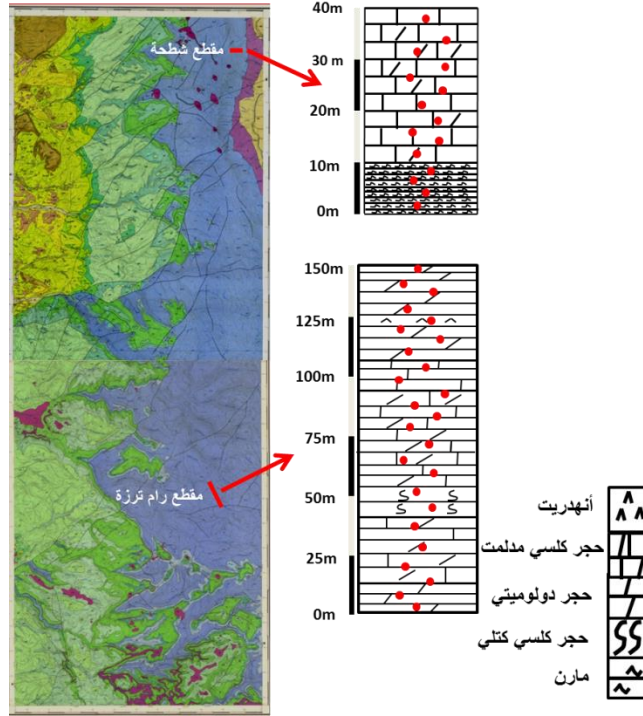 مقطع شطحة
40m
30 m
20m
10m
0m
مقطع رام ترزة
150m
125m
100m
75m
50m
25m
0m
أنهدريت
حجر كلسي مدلمت
حجر دولوميتي
حجر كلسي كتلي
مارن